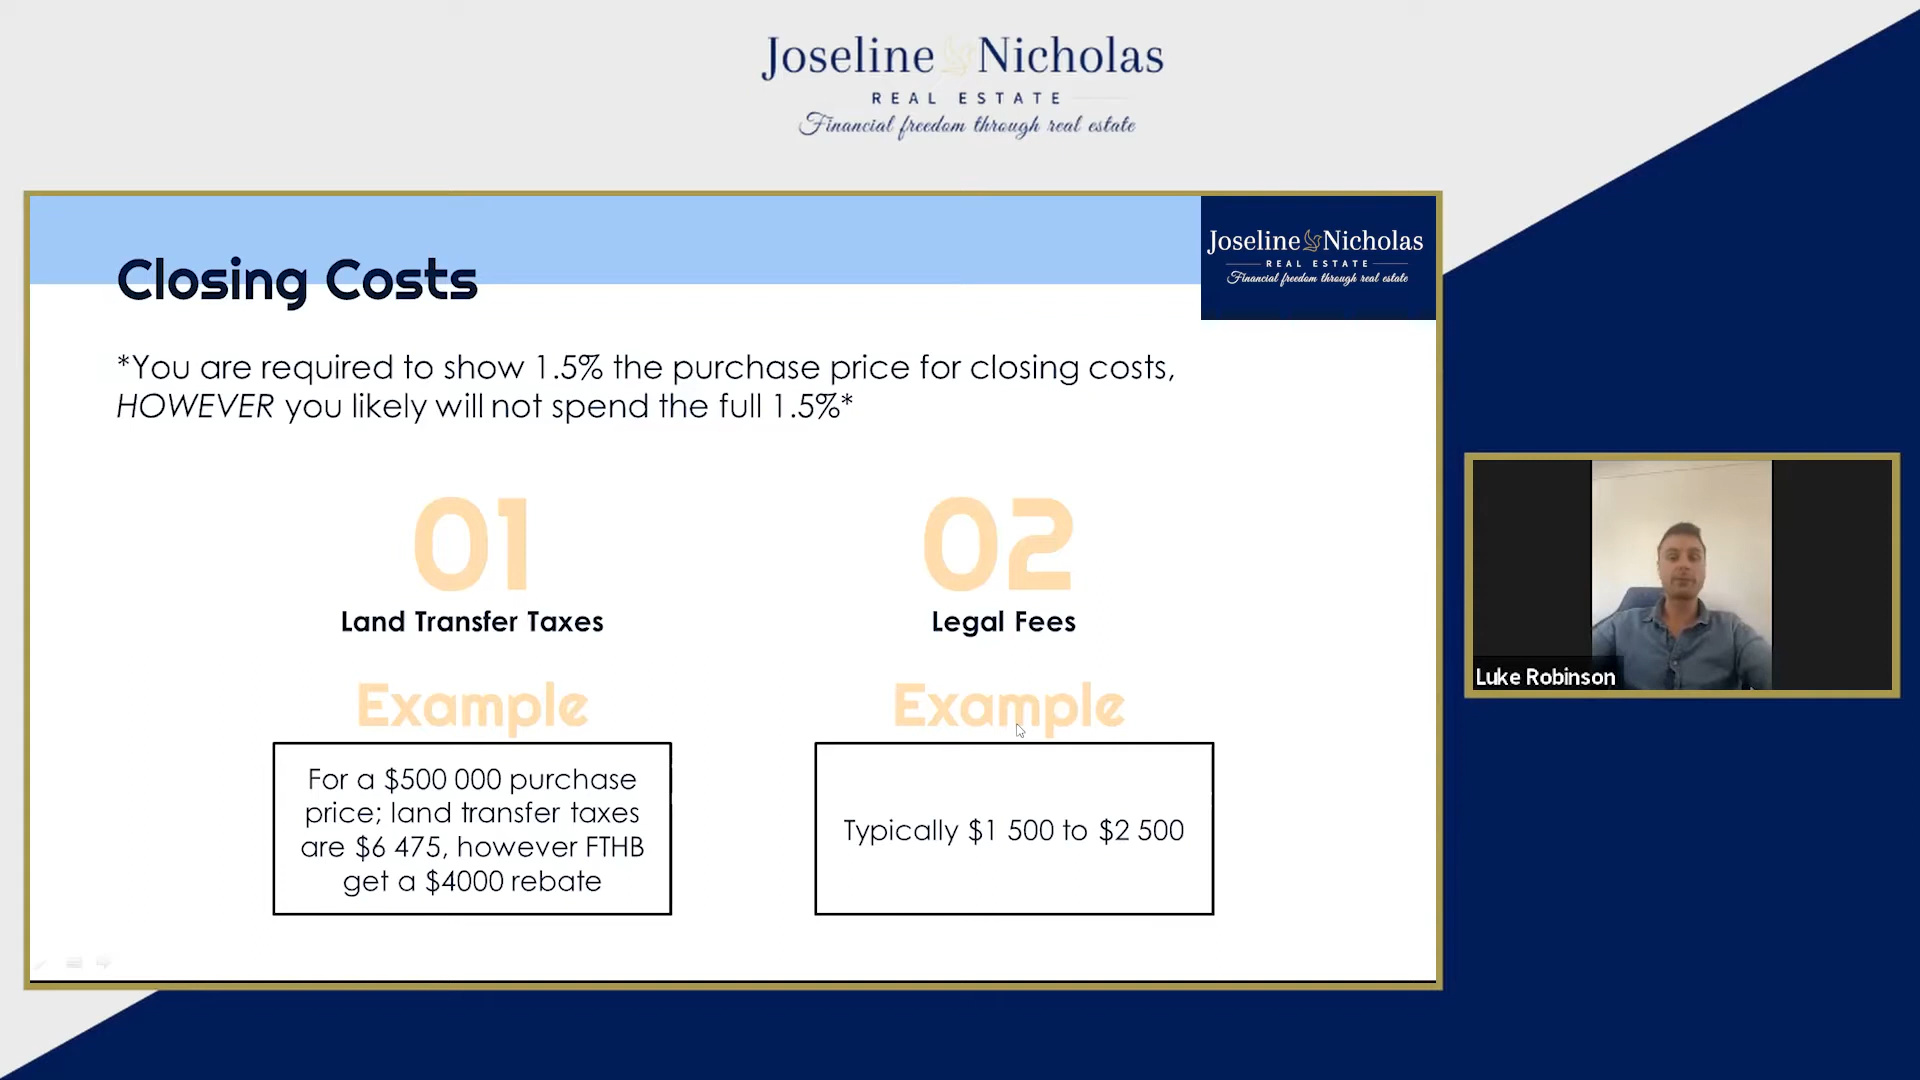 Joseline Nicholas
REAL ESTATE
Financial freedom through real estate
Joseline Nicholas
REAL ESTATE
Financial freedom through real estate
Closing Costs
*You are required to show 1.5% the purchase price for closing costs,
HOWEVER you likely will not spend the full 1.5%*
01
Land Transfer Taxes
Example
For a $500 000 purchase
price; land transfer taxes
are $6 475, however FTHB
get a $4000 rebate
02
Legal Fees
Example
Typically $1 500 to $2 500
Luke Robinson